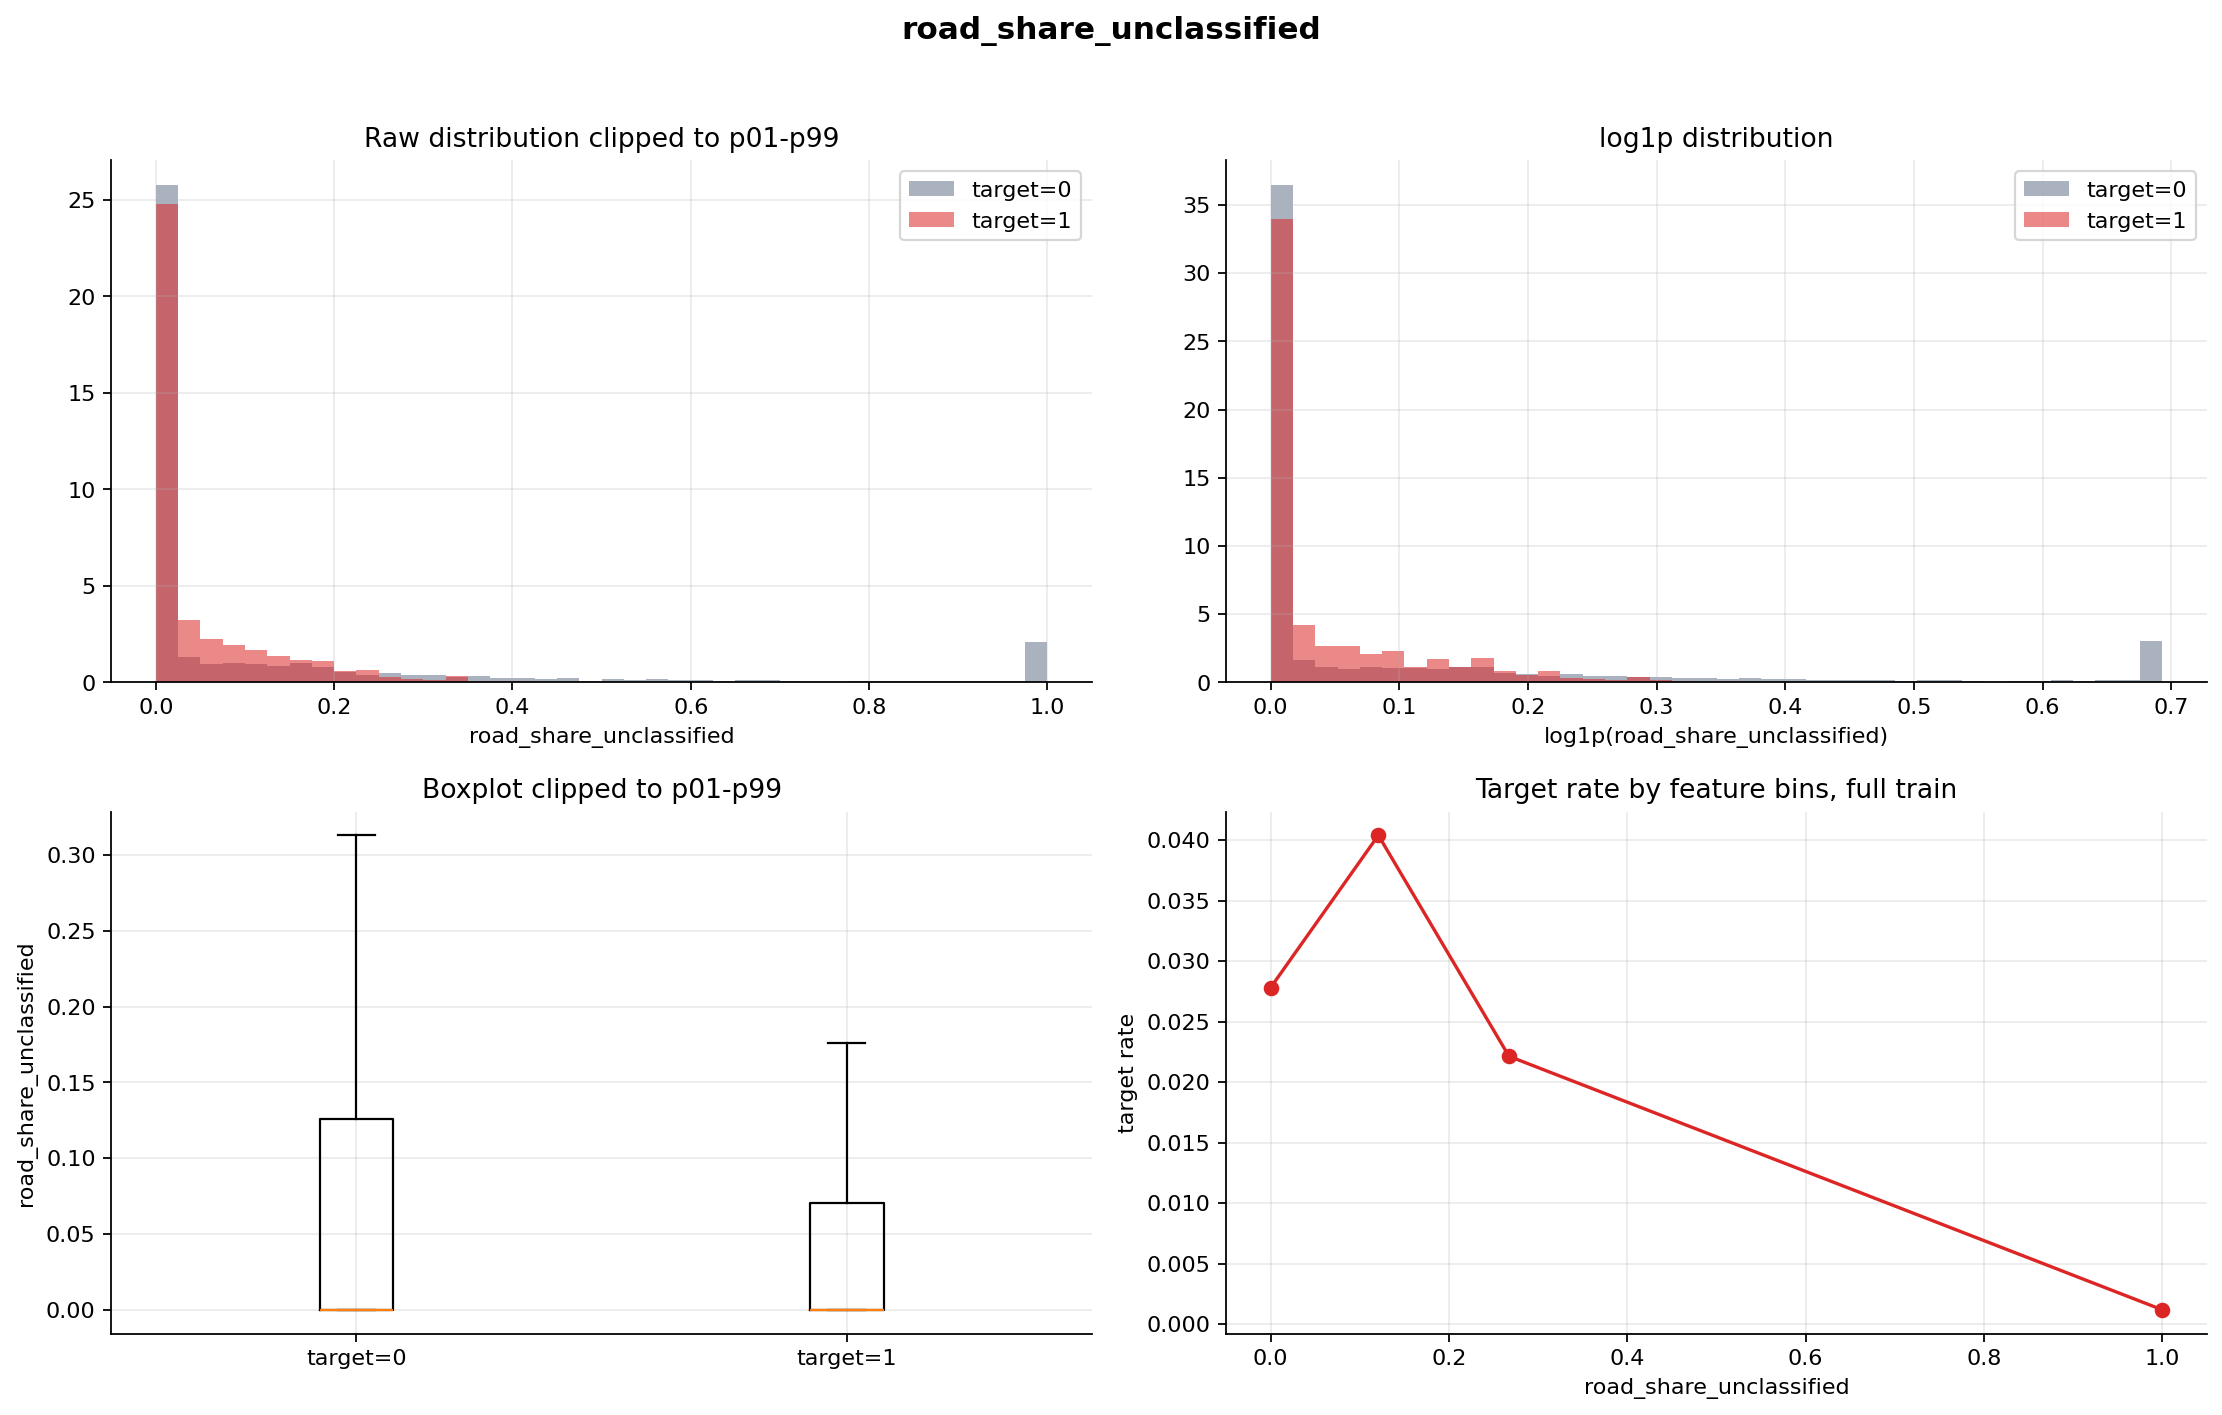 road_share_unclassified
Raw distribution clipped to p01-p99
25
20
15
10
5
0
0.0 0.2 0.4 0.6 0.8 1.0
road_share_unclassified
target=0
target=1
log1p distribution
35
30
25
20
15
10
5
0
0.0 0.1 0.2 0.3 0.4 0.5 0.6 0.7
log1p(road_share_unclassified)
target=0
target=1
Boxplot clipped to p01-p99
road_share_unclassified
0.30
0.25
0.20
0.15
0.10
0.05
0.00
target=0 target=1
Target rate by feature bins, full train
target rate
0.040
0.035
0.030
0.025
0.020
0.015
0.010
0.005
0.000
0.0 0.2 0.4 0.6 0.8 1.0
road_share_unclassified